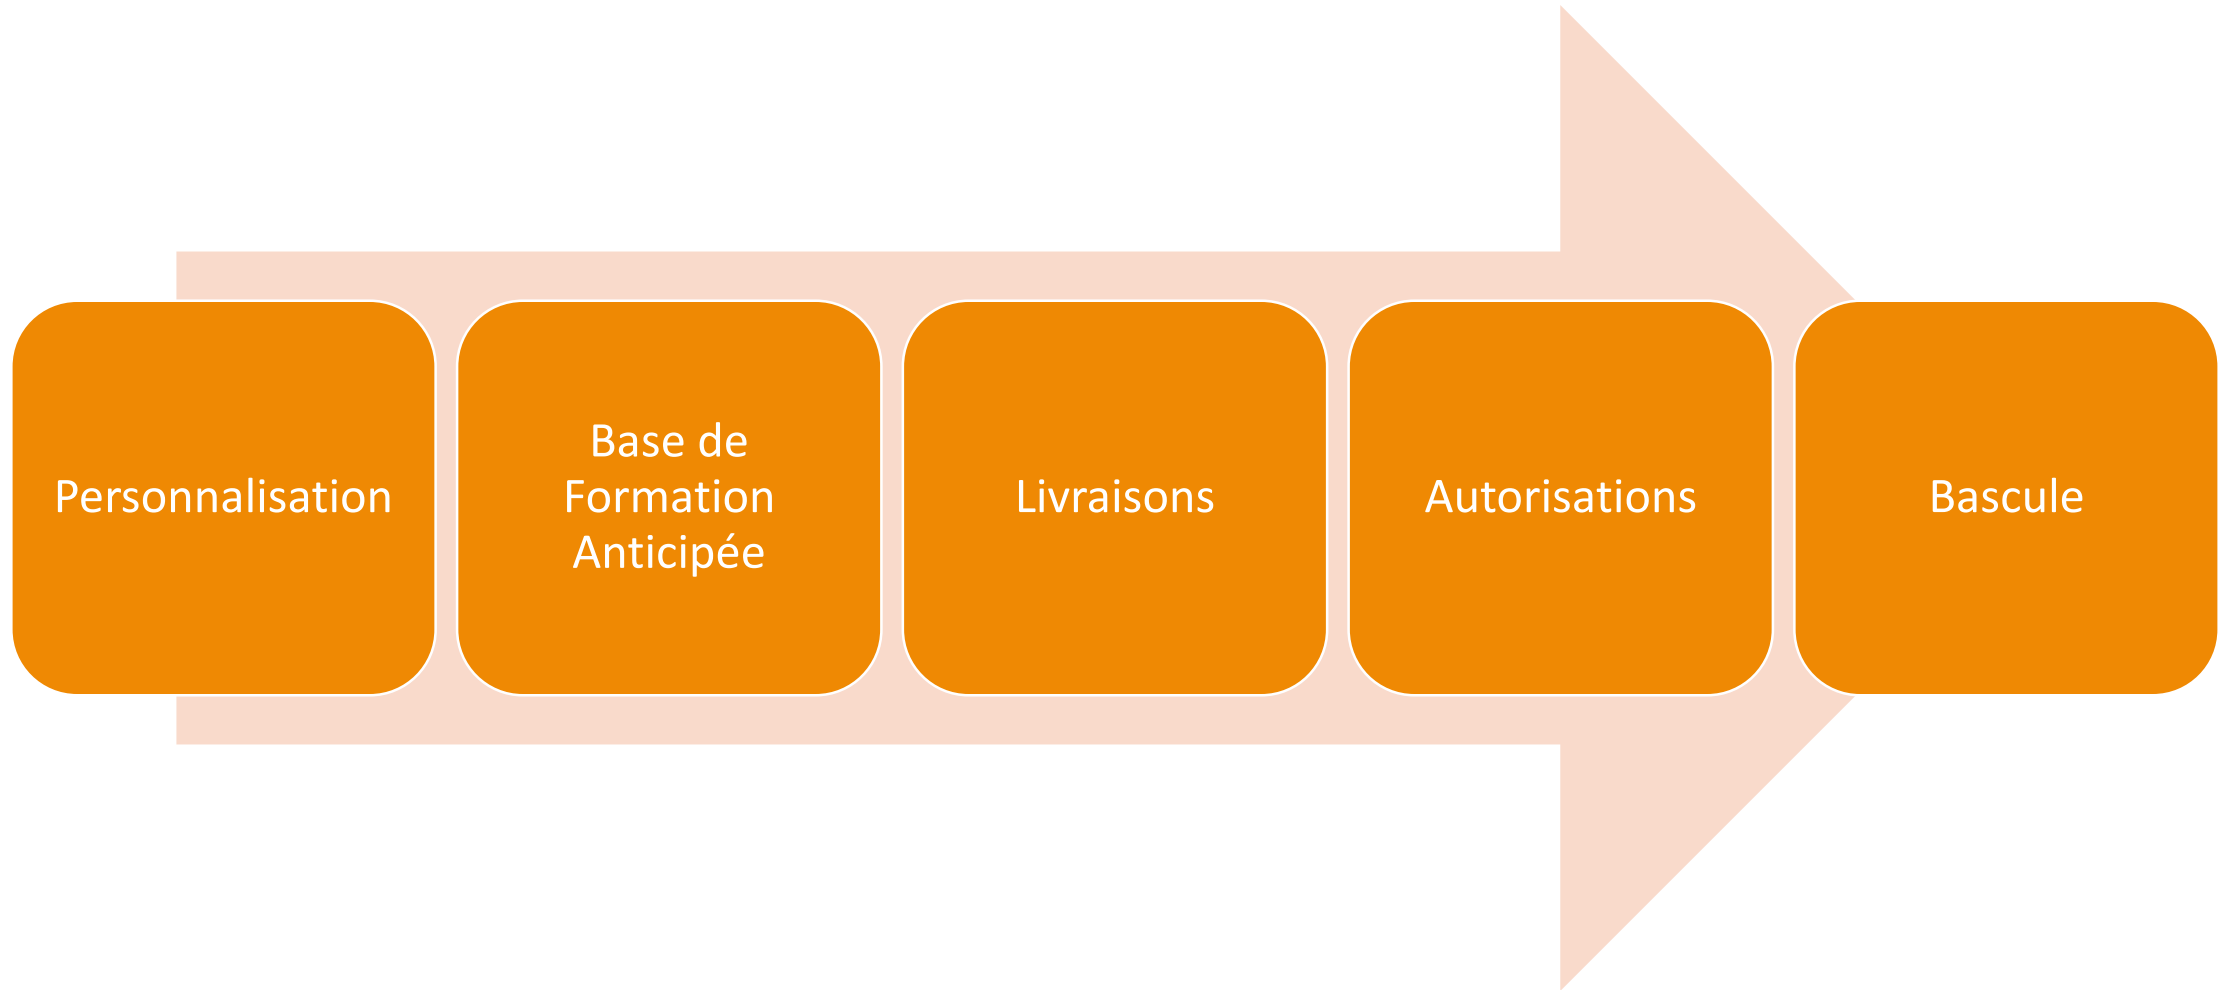 Personnalisation
Base de
Formation
Anticipée
Livraisons
Autorisations
Bascule